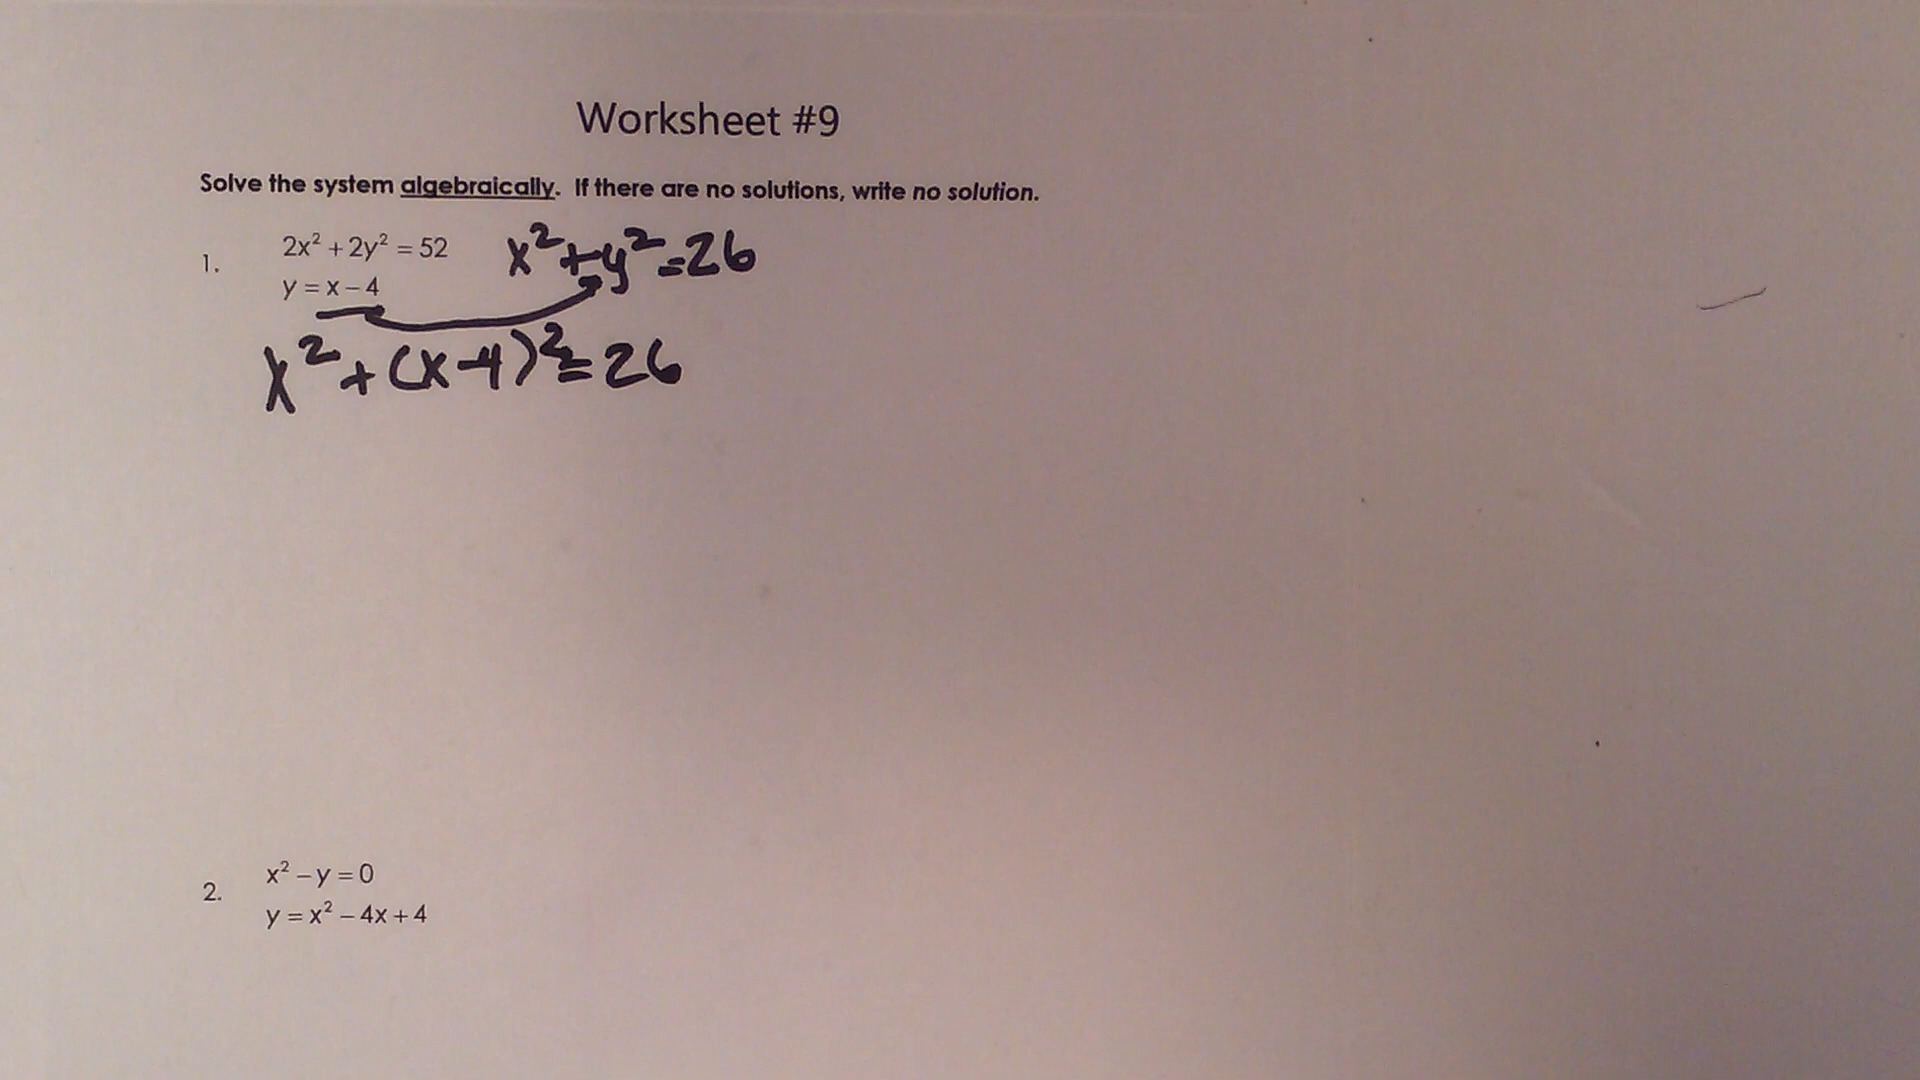 Worksheet #9
Solve the system algebraically. If there are no solutions, write no solution.
1.
2x² + 2y² = 52
y = x – 4
x²+y²=26
x²+(x-4)²=26
2.
x² – y = 0
y = x² – 4x + 4